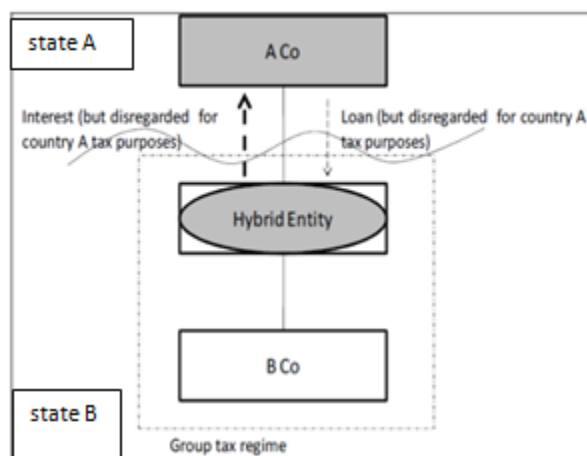 state A
A Co
Interest (but disregarded for
country A tax purposes)
Loan (but disregarded for country A
tax purposes)
Hybrid Entity
B Co
state B
Group tax regime